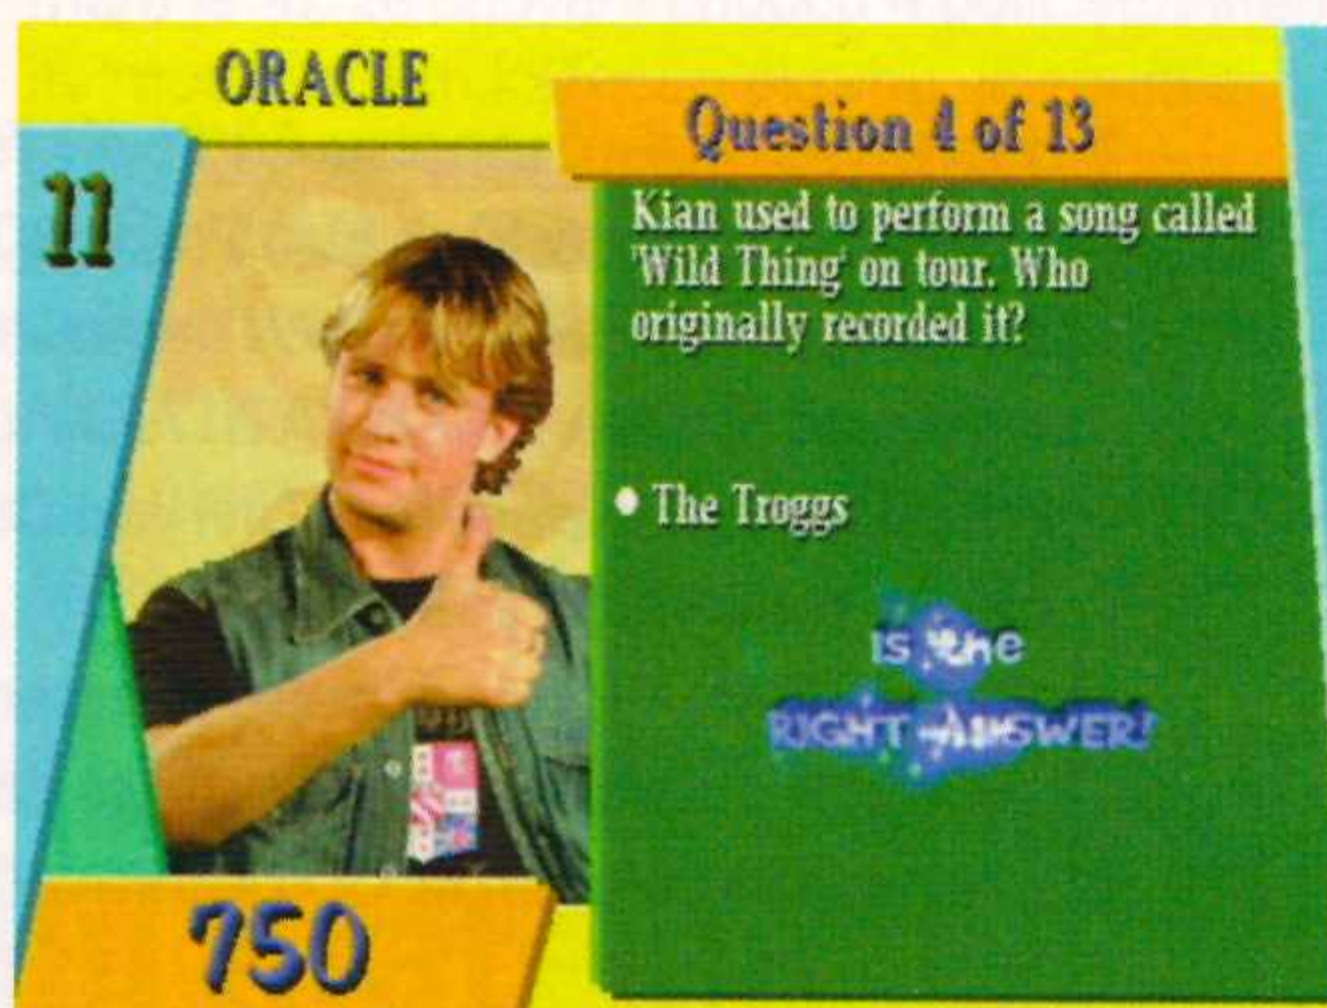 ORACLE
Question 4 of 13
11
Kian used to perform a song called
'Wild Thing' on tour. Who
originally recorded it?
• The Troggs
IS the
RIGHT ANSWER!
750